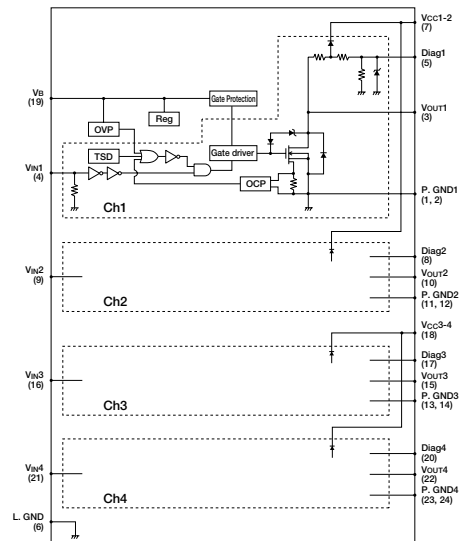 VCC1-2
(7)
Diag1
(5)
VB
(19)
Gate Protection
Reg
OVP
VOUT1
(3)
TSD
Gate driver
VIN1
(4)
OCP
P. GND1
(1, 2)
Ch1
VIN2
(9)
Diag2
(8)
VOUT2
(10)
P. GND2
(11, 12)
Ch2
VCC3-4
(18)
VIN3
(16)
Diag3
(17)
VOUT3
(15)
P. GND3
(13, 14)
Ch3
VIN4
(21)
Diag4
(20)
VOUT4
(22)
P. GND4
(23, 24)
Ch4
L. GND
(6)